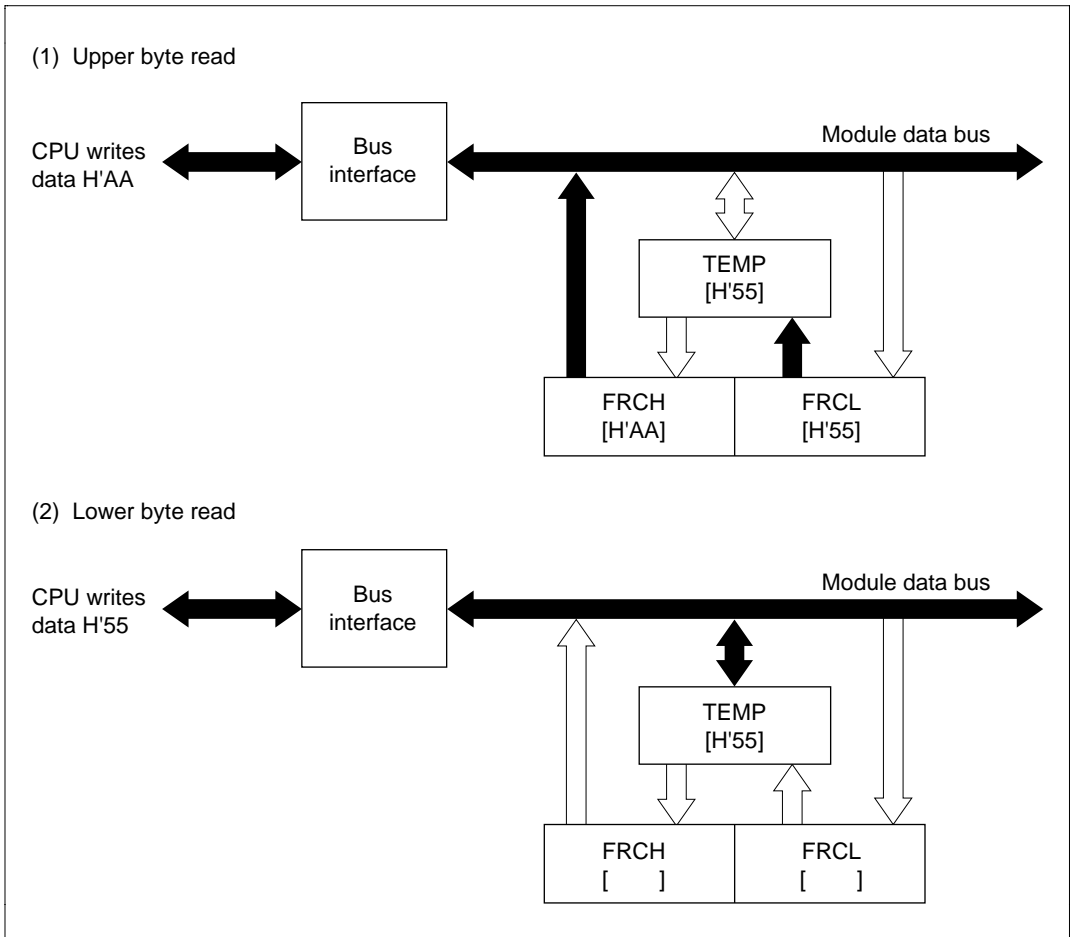 (1) Upper byte read
CPU writes
data H'AA
Bus
interface
Module data bus
TEMP
[H'55]
FRCH
[H'AA]
FRCL
[H'55]
(2) Lower byte read
CPU writes
data H'55
Bus
interface
Module data bus
TEMP
[H'55]
FRCH
[ ]
FRCL
[ ]